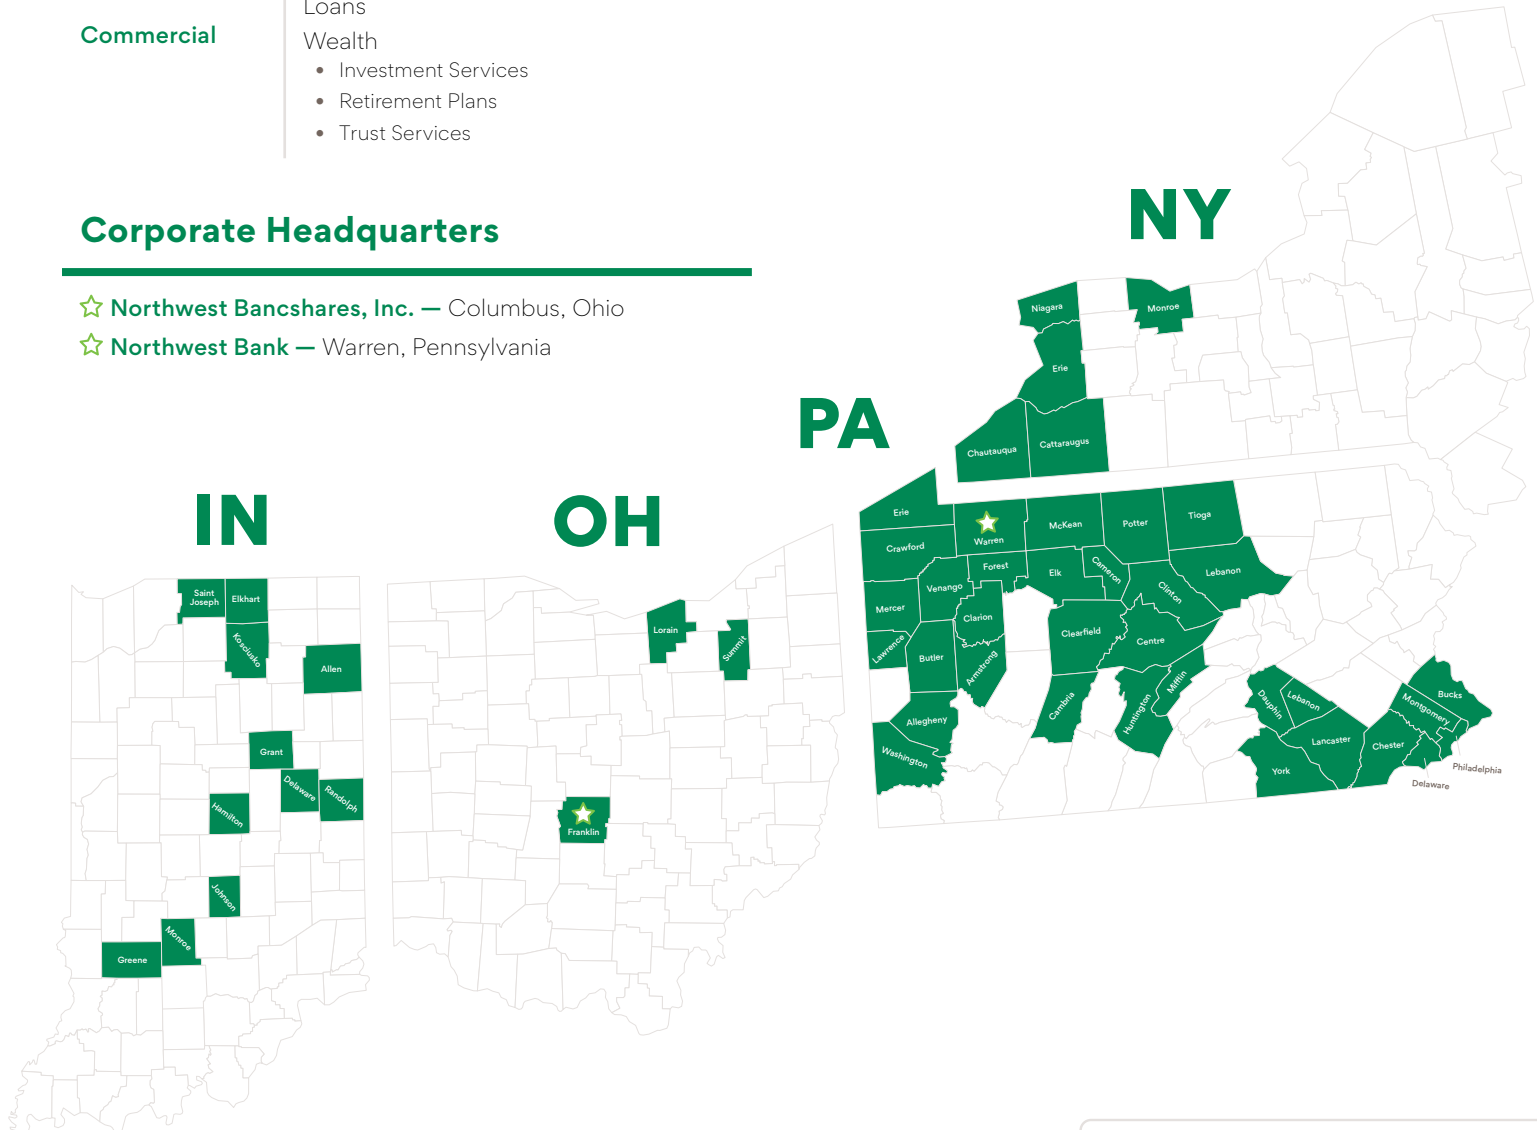 Loans
Commercial
Wealth
• Investment Services
• Retirement Plans
• Trust Services
Corporate Headquarters
Northwest Bancshares, Inc. — Columbus, Ohio
Northwest Bank — Warren, Pennsylvania
NY
Niagara
Monroe
Erie
Chautauqua
Cattaraugus
PA
Erie
Warren
McKean
Potter
Tioga
Crawford
Forest
Elk
Cameron
Lebanon
Mercer
Venango
Clinton
Clarion
Clearfield
Centre
Lawrence
Butler
Armstrong
Cambria
Huntington
Mifflin
Allegheny
Washington
Dauphin
Lebanon
Bucks
Montgomery
Lancaster
Chester
York
Philadelphia
Delaware
IN
Saint
Joseph
Elkhart
Kosciusko
Allen
Grant
Delaware
Randolph
Hamilton
Johnson
Monroe
Greene
OH
Lorain
Summit
Franklin